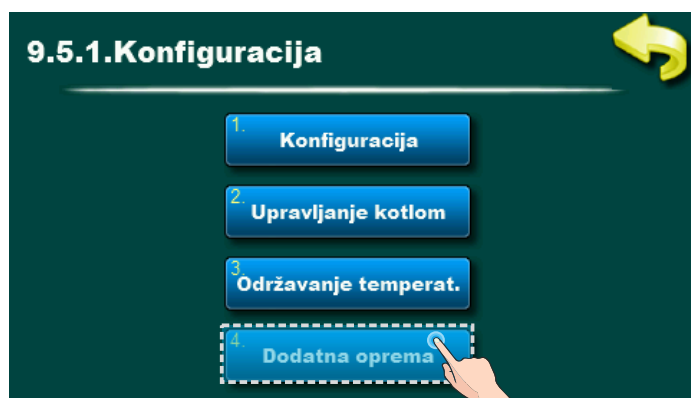 9.5.1.Konfiguracija
1.
Konfiguracija
2.
Upravljanje kotlom
3.
Održavanje temperat.
4.
Dodatna oprema